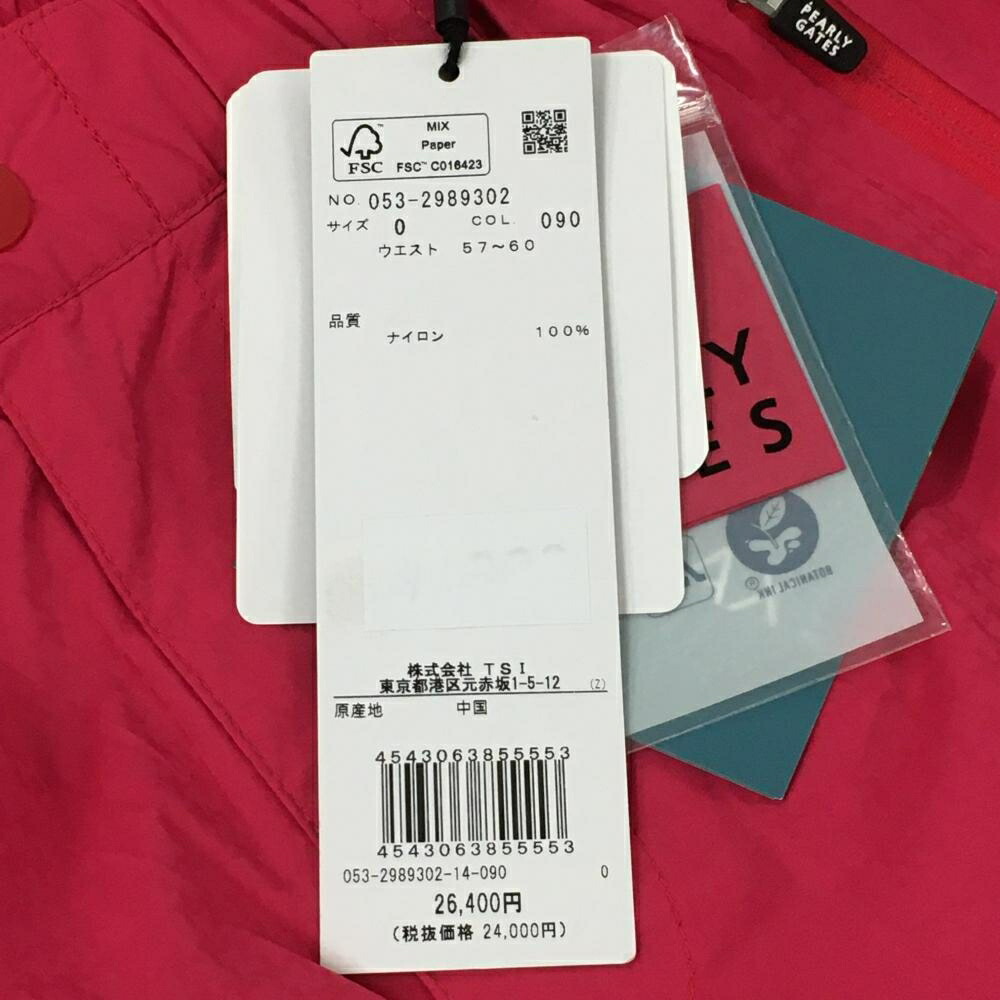 PEARLY
GATES
MIX
Paper
FSC
FSC™ C016423
NO. 053-2989302
サイズ 0 COL. 090
ウエスト 57～60
品質
ナイロン 100%
Y
ES
BOTANICAL INK
®
株式会社 TSI
東京都港区元赤坂1-5-12 (Z)
原産地 中国
4543063855553
4543063855553
053-2989302-14-090 0
26,400円
(税抜価格 24,000円)